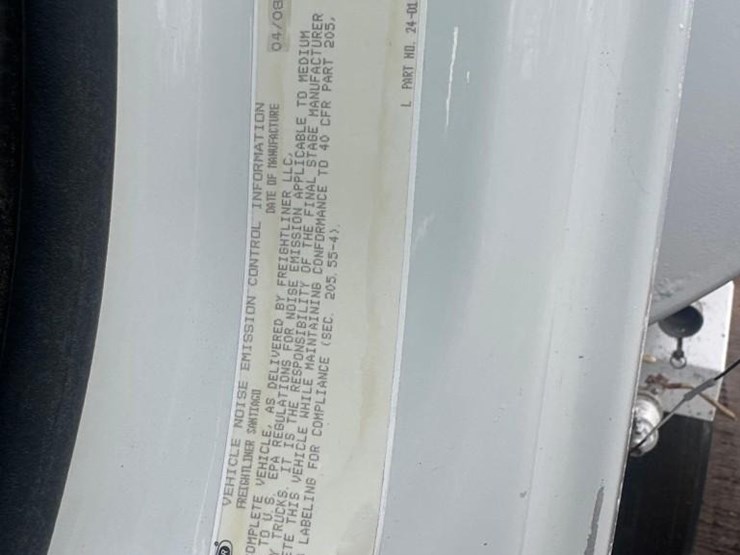 VEHICLE NOISE EMISSION CONTROL INFORMATION
FREIGHTLINER SANTIAGO DATE OF MANUFACTURE 04/08
OMPLETE VEHICLE, AS DELIVERED BY FREIGHTLINER LLC,
TO U.S. EPA REGULATIONS FOR NOISE EMISSION APPLICABLE TO MEDIUM
Y TRUCKS. IT IS THE RESPONSIBILITY OF THE FINAL STAGE MANUFACTURER
ETE THIS VEHICLE WHILE MAINTAINING CONFORMANCE TO 40 CFR PART 205,
LABELING FOR COMPLIANCE (SEC. 205.55-4).
L PART NO. 24-01